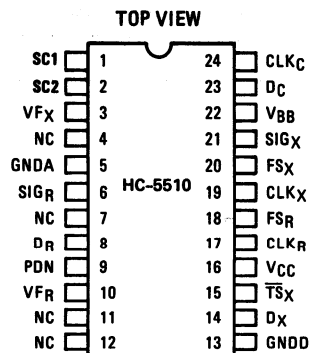 TOP VIEW
SC1 1 24 CLKC
SC2 2 23 DC
VFX 3 22 VBB
NC 4 21 SIGX
GNDA 5 20 FSX
HC-5510
SIGR 6 19 CLKX
NC 7 18 FSR
DR 8 17 CLKR
PDN 9 16 VCC
VFR 10 15 T̅S̅X
NC 11 14 DX
NC 12 13 GNDD